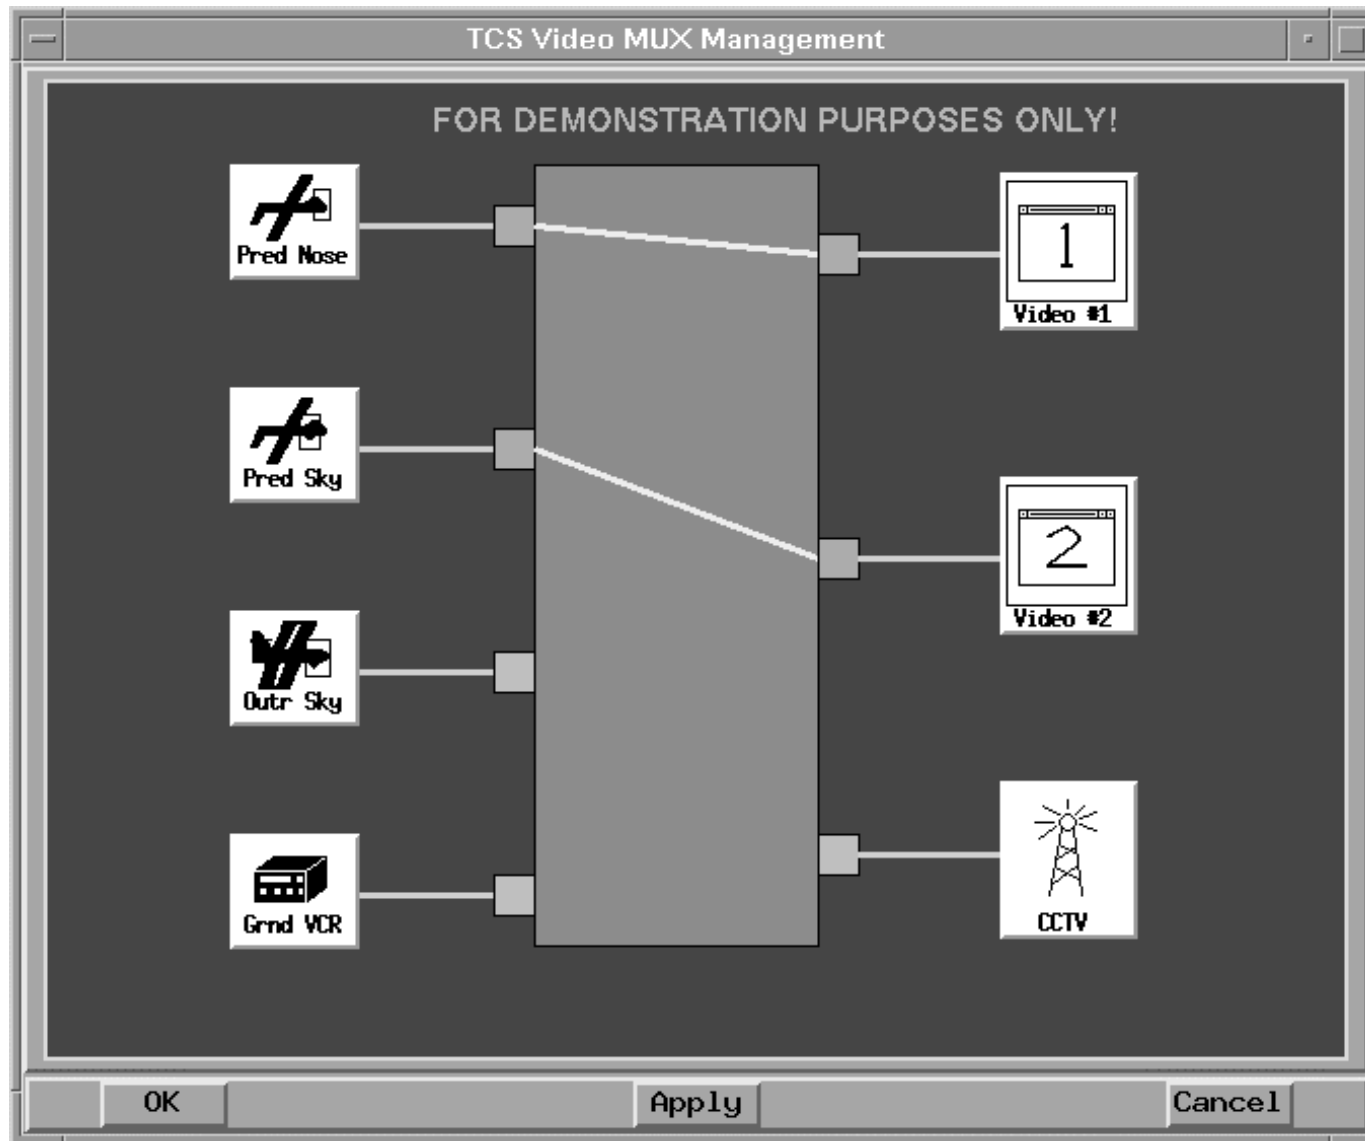 TCS Video MUX Management
FOR DEMONSTRATION PURPOSES ONLY!
Pred Nose
1
Video #1
Pred Sky
2
Video #2
Outr Sky
Grnd VCR
CCTV
OK
Apply
Cancel